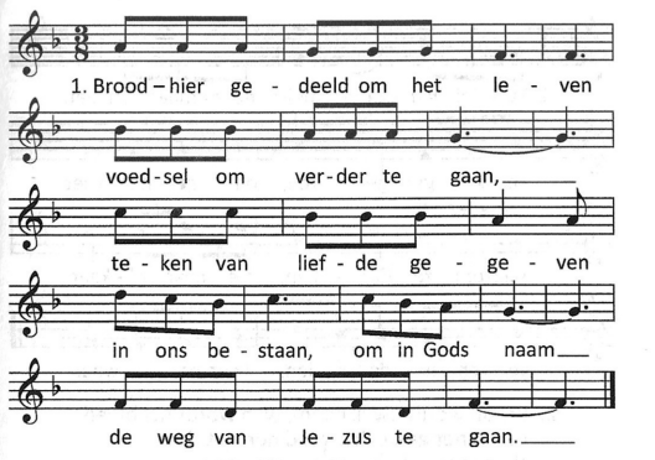 3
8
1. Brood – hier ge - deeld om het le - ven
voed - sel om ver - der te gaan,
te - ken van lief - de ge - ge - ven
in ons be - staan, om in Gods naam
de weg van Je - zus te gaan.